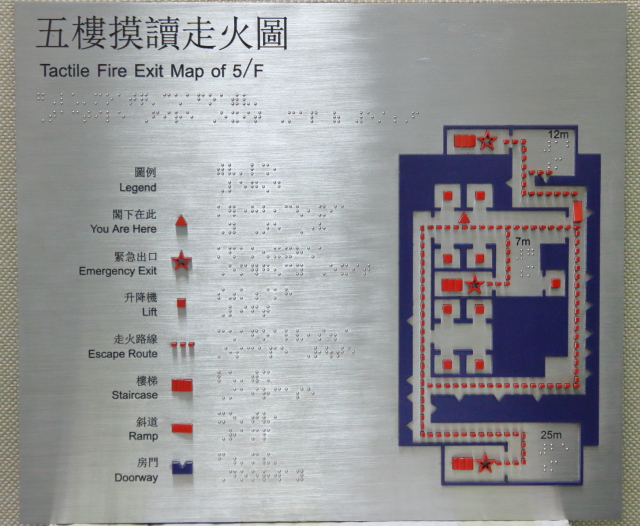 五樓摸讀走火圖
Tactile Fire Exit Map of 5/F
圖例
Legend
閣下在此
You Are Here
緊急出口
Emergency Exit
升降機
Lift
走火路線
Escape Route
樓梯
Staircase
斜道
Ramp
房門
Doorway
12m
7m
25m